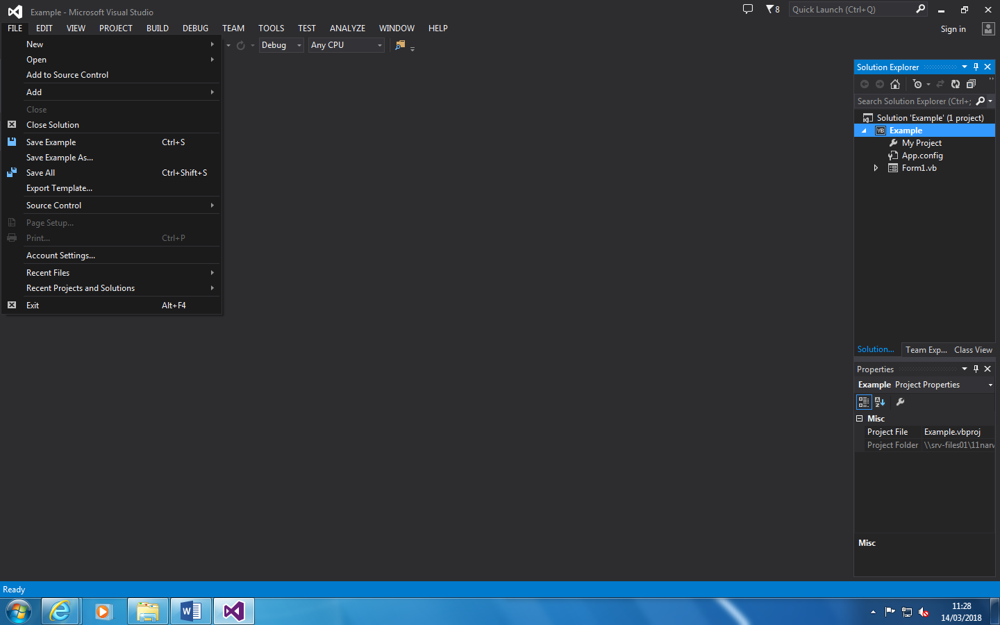 Example - Microsoft Visual Studio
8
Quick Launch (Ctrl+Q)
FILE EDIT VIEW PROJECT BUILD DEBUG TEAM TOOLS TEST ANALYZE WINDOW HELP
Sign in
Debug
Any CPU
New
Open
Add to Source Control
Add
Close
Close Solution
Save Example Ctrl+S
Save Example As...
Save All Ctrl+Shift+S
Export Template...
Source Control
Page Setup...
Print... Ctrl+P
Account Settings...
Recent Files
Recent Projects and Solutions
Exit Alt+F4
Solution Explorer
Search Solution Explorer (Ctrl+;
Solution 'Example' (1 project)
VB Example
My Project
App.config
Form1.vb
Solution... Team Exp... Class View
Properties
Example Project Properties
Misc
Project File Example.vbproj
Project Folder \\srv-files01\11narv
Misc
Ready
11:28
14/03/2018